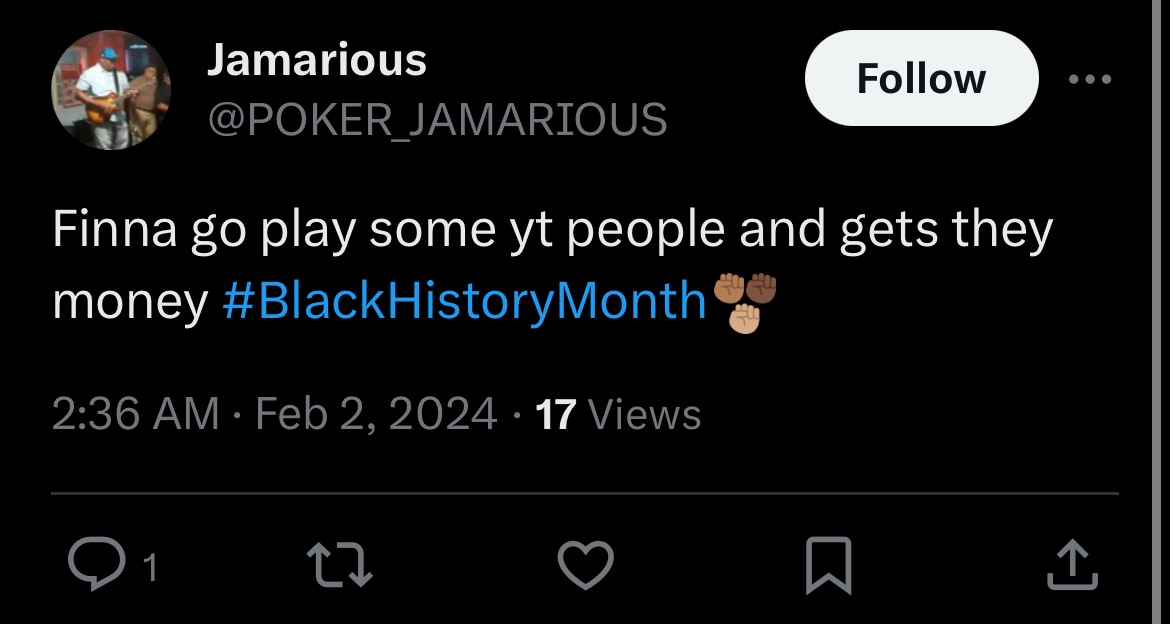 Jamarious
@POKER_JAMARIOUS
Follow
Finna go play some yt people and gets they
money #BlackHistoryMonth✊🏽✊🏾✊🏼
2:36 AM · Feb 2, 2024 · 17 Views
1